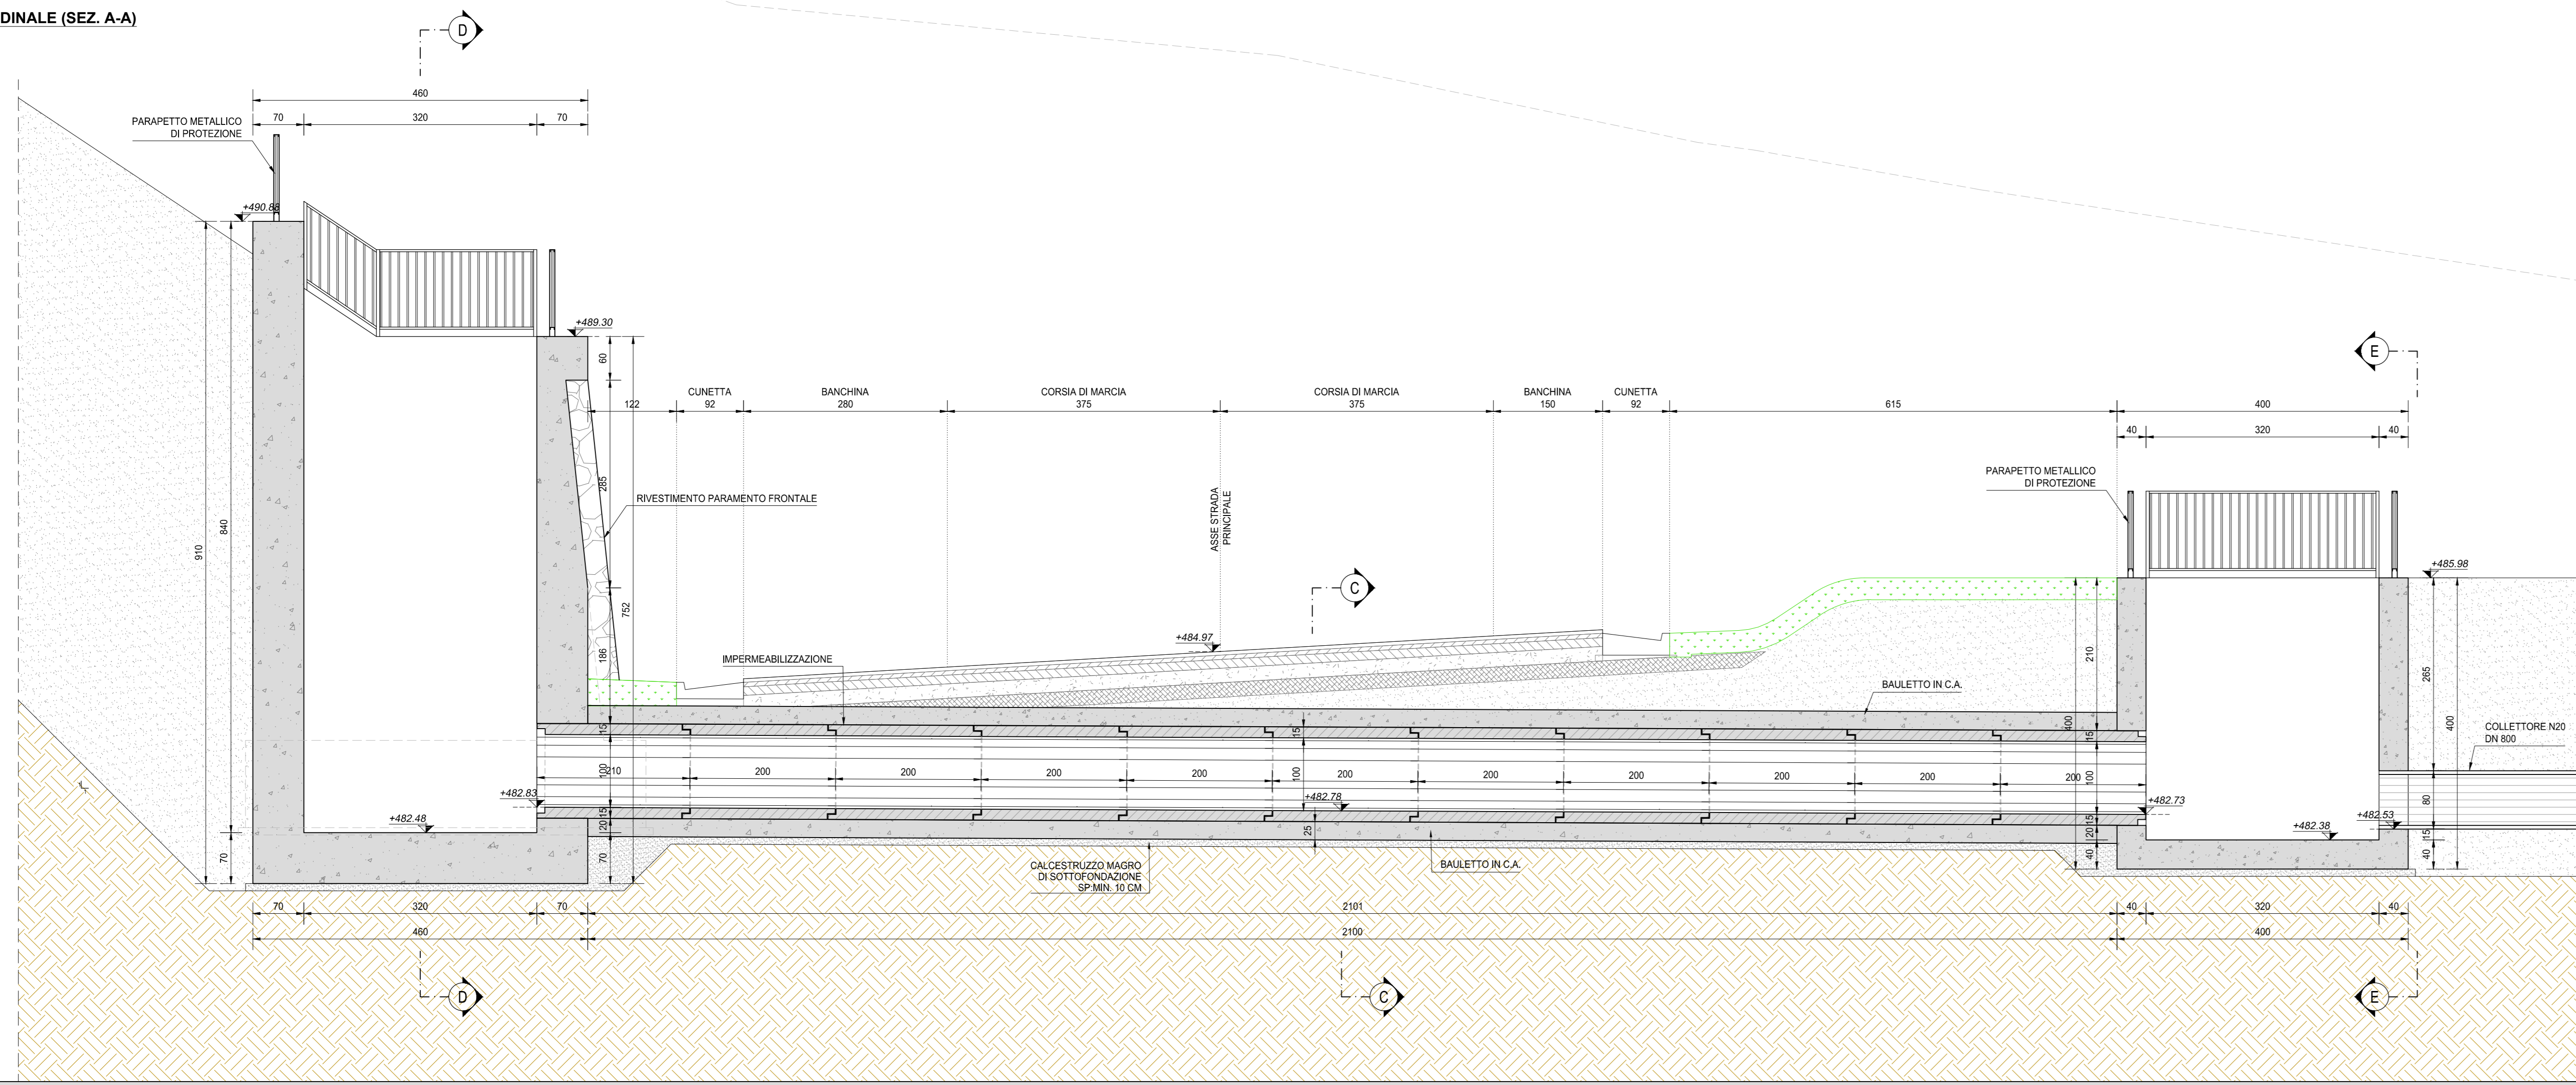 DINALE (SEZ. A-A)
D
460
70 320 70
PARAPETTO METALLICO
DI PROTEZIONE
+490.88
+489.30
E
60
CUNETTA BANCHINA CORSIA DI MARCIA CORSIA DI MARCIA BANCHINA CUNETTA
122 92 280 375 375 150 92 615 400
40 320 40
PARAPETTO METALLICO
DI PROTEZIONE
285
RIVESTIMENTO PARAMENTO FRONTALE
ASSE STRADA
PRINCIPALE
910
840
752
C
+485.98
+484.97
186
IMPERMEABILIZZAZIONE
210
265
BAULETTO IN C.A.
400
400
COLLETTORE N20
DN 800
15
15
15
100
100
100
210 200 200 200 200 200 200 200 200 200 200
80
+482.83
+482.78
+482.73
+482.53
+482.48
+482.38
15
20
25
15
20
15
70
70
40
40
CALCESTRUZZO MAGRO
DI SOTTOFONDAZIONE
SP.MIN. 10 CM
BAULETTO IN C.A.
70 320 70 2101 40 320 40
460 2100 400
D
C
E